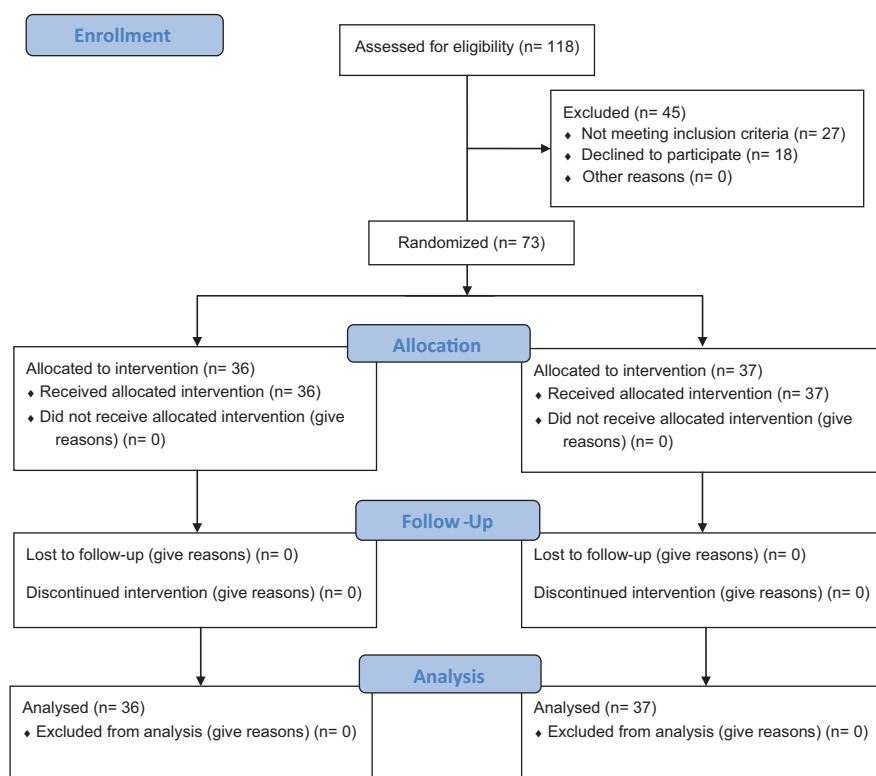 Enrollment
Assessed for eligibility (n= 118)
Excluded (n= 45)
♦ Not meeting inclusion criteria (n= 27)
♦ Declined to participate (n= 18)
♦ Other reasons (n= 0)
Randomized (n= 73)
Allocation
Allocated to intervention (n= 36)
♦ Received allocated intervention (n= 36)
♦ Did not receive allocated intervention (give
reasons) (n= 0)
Allocated to intervention (n= 37)
♦ Received allocated intervention (n= 37)
♦ Did not receive allocated intervention (give
reasons) (n= 0)
Follow -Up
Lost to follow-up (give reasons) (n= 0)
Discontinued intervention (give reasons) (n= 0)
Lost to follow-up (give reasons) (n= 0)
Discontinued intervention (give reasons) (n= 0)
Analysis
Analysed (n= 36)
♦ Excluded from analysis (give reasons) (n= 0)
Analysed (n= 37)
♦ Excluded from analysis (give reasons) (n= 0)